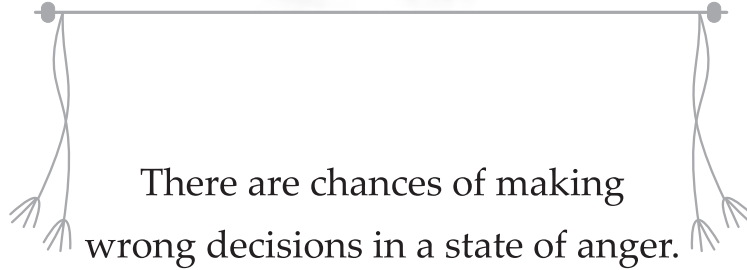 There are chances of making
wrong decisions in a state of anger.